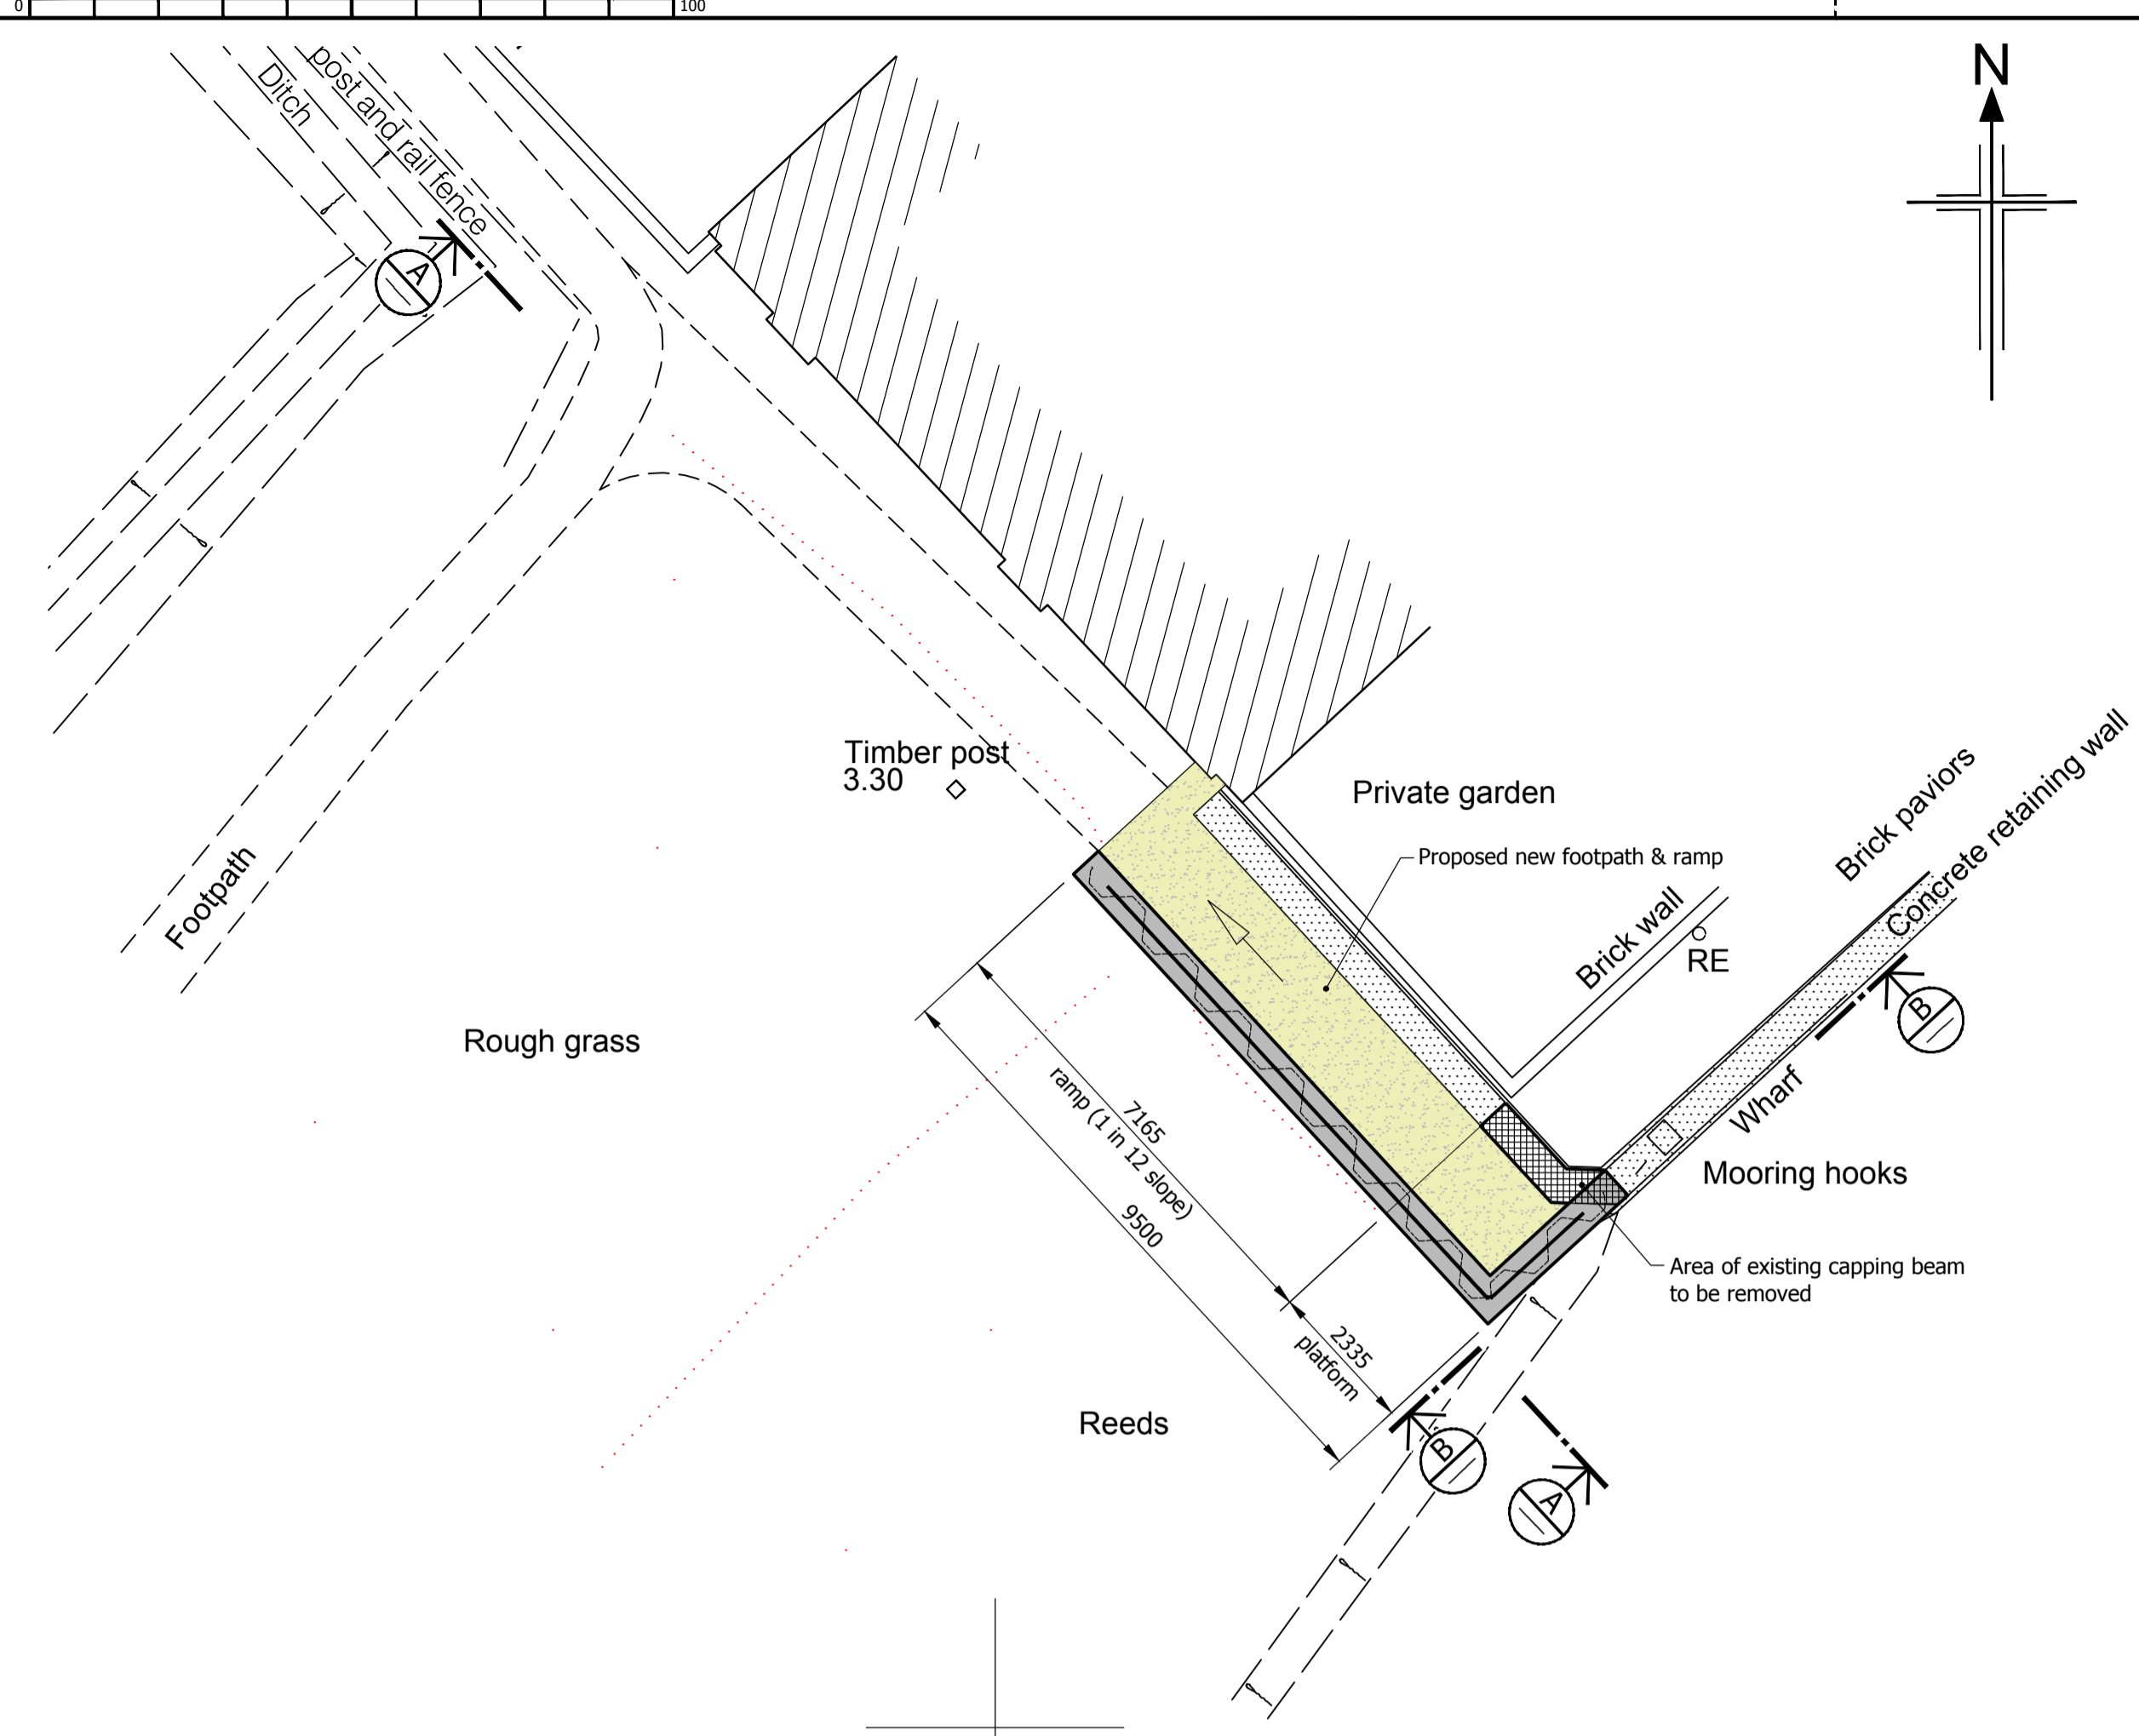 0
100
N
Ditch
post and rail fence
A
Timber post
3.30
Private garden
Brick paviors
Concrete retaining wall
Proposed new footpath & ramp
Footpath
Brick wall
RE
B
Rough grass
7165
ramp (1 in 12 slope)
9500
Wharf
Mooring hooks
Area of existing capping beam
to be removed
2335
platform
Reeds
B
A